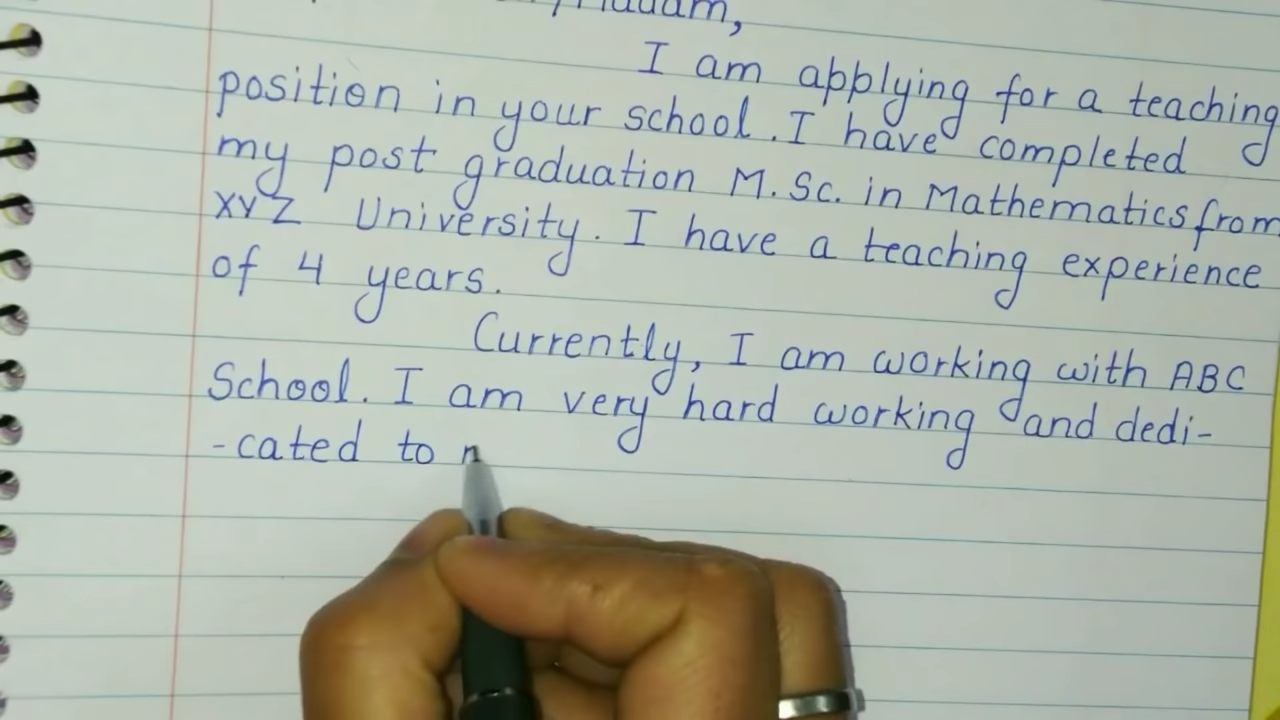 Madam,
I am applying for a teaching
position in your school. I have completed
my post graduation M.Sc. in Mathematics from
XYZ University. I have a teaching experience
of 4 years.
Currently, I am working with ABC
School. I am very hard working and dedi-
-cated to